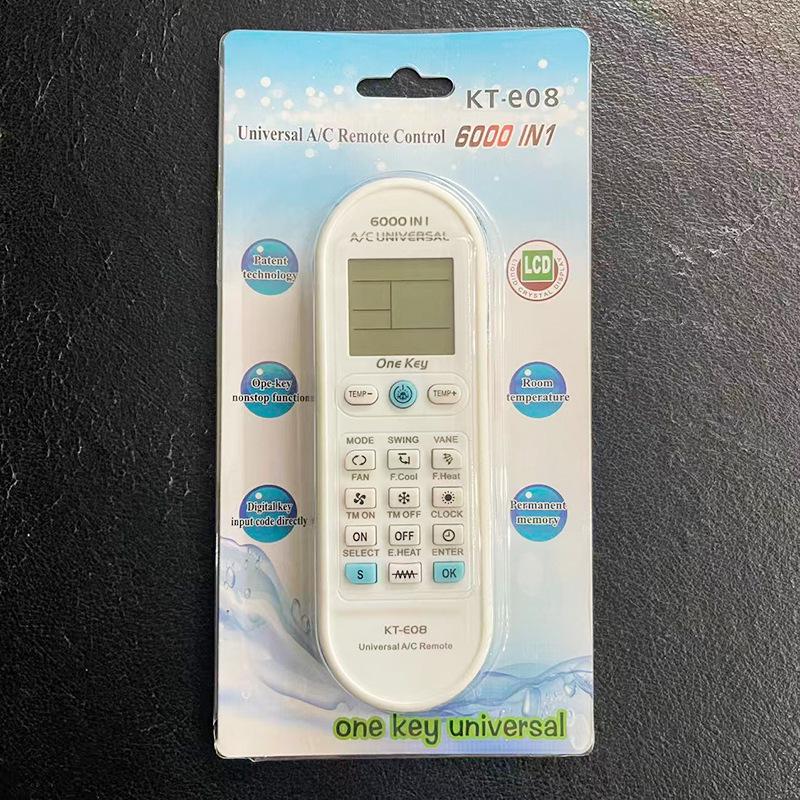 KT-e08
Universal A/C Remote Control 6000 IN1
6000 IN 1
A/C UNIVERSAL
Patent
technology
LCD
LIQUID CRYSTAL DISPLAY
One Key
Ope-key
nonstop function
Room
temperature
TEMP-
TEMP+
MODE SWING VANE
FAN F.Cool F.Heat
TM ON TM OFF CLOCK
ON OFF
SELECT E.HEAT ENTER
S OK
Digital key
input code directly
Permanent
memory
KT-e08
Universal A/C Remote
one key universal